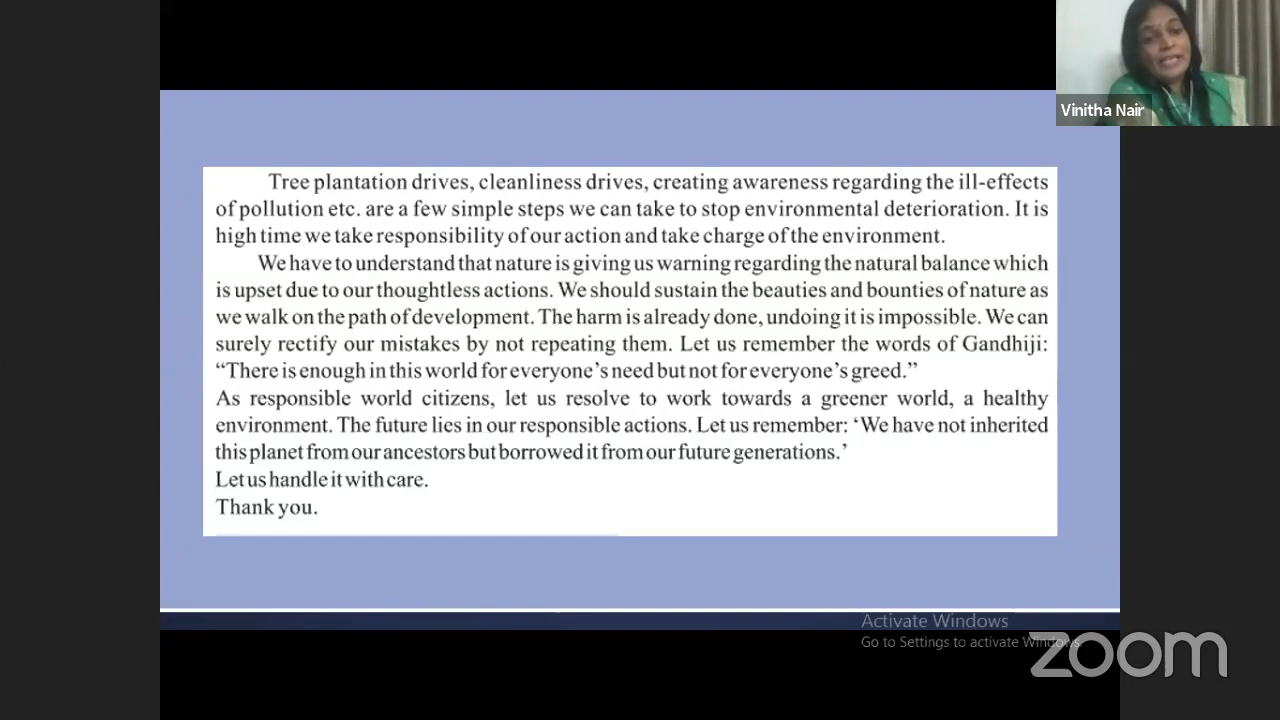 Vinitha Nair
Tree plantation drives, cleanliness drives, creating awareness regarding the ill-effects
of pollution etc. are a few simple steps we can take to stop environmental deterioration. It is
high time we take responsibility of our action and take charge of the environment.
We have to understand that nature is giving us warning regarding the natural balance which
is upset due to our thoughtless actions. We should sustain the beauties and bounties of nature as
we walk on the path of development. The harm is already done, undoing it is impossible. We can
surely rectify our mistakes by not repeating them. Let us remember the words of Gandhiji:
“There is enough in this world for everyone’s need but not for everyone’s greed.”
As responsible world citizens, let us resolve to work towards a greener world, a healthy
environment. The future lies in our responsible actions. Let us remember: ‘We have not inherited
this planet from our ancestors but borrowed it from our future generations.’
Let us handle it with care.
Thank you.
Activate Windows
Go to Settings to activate Windows.
zoom